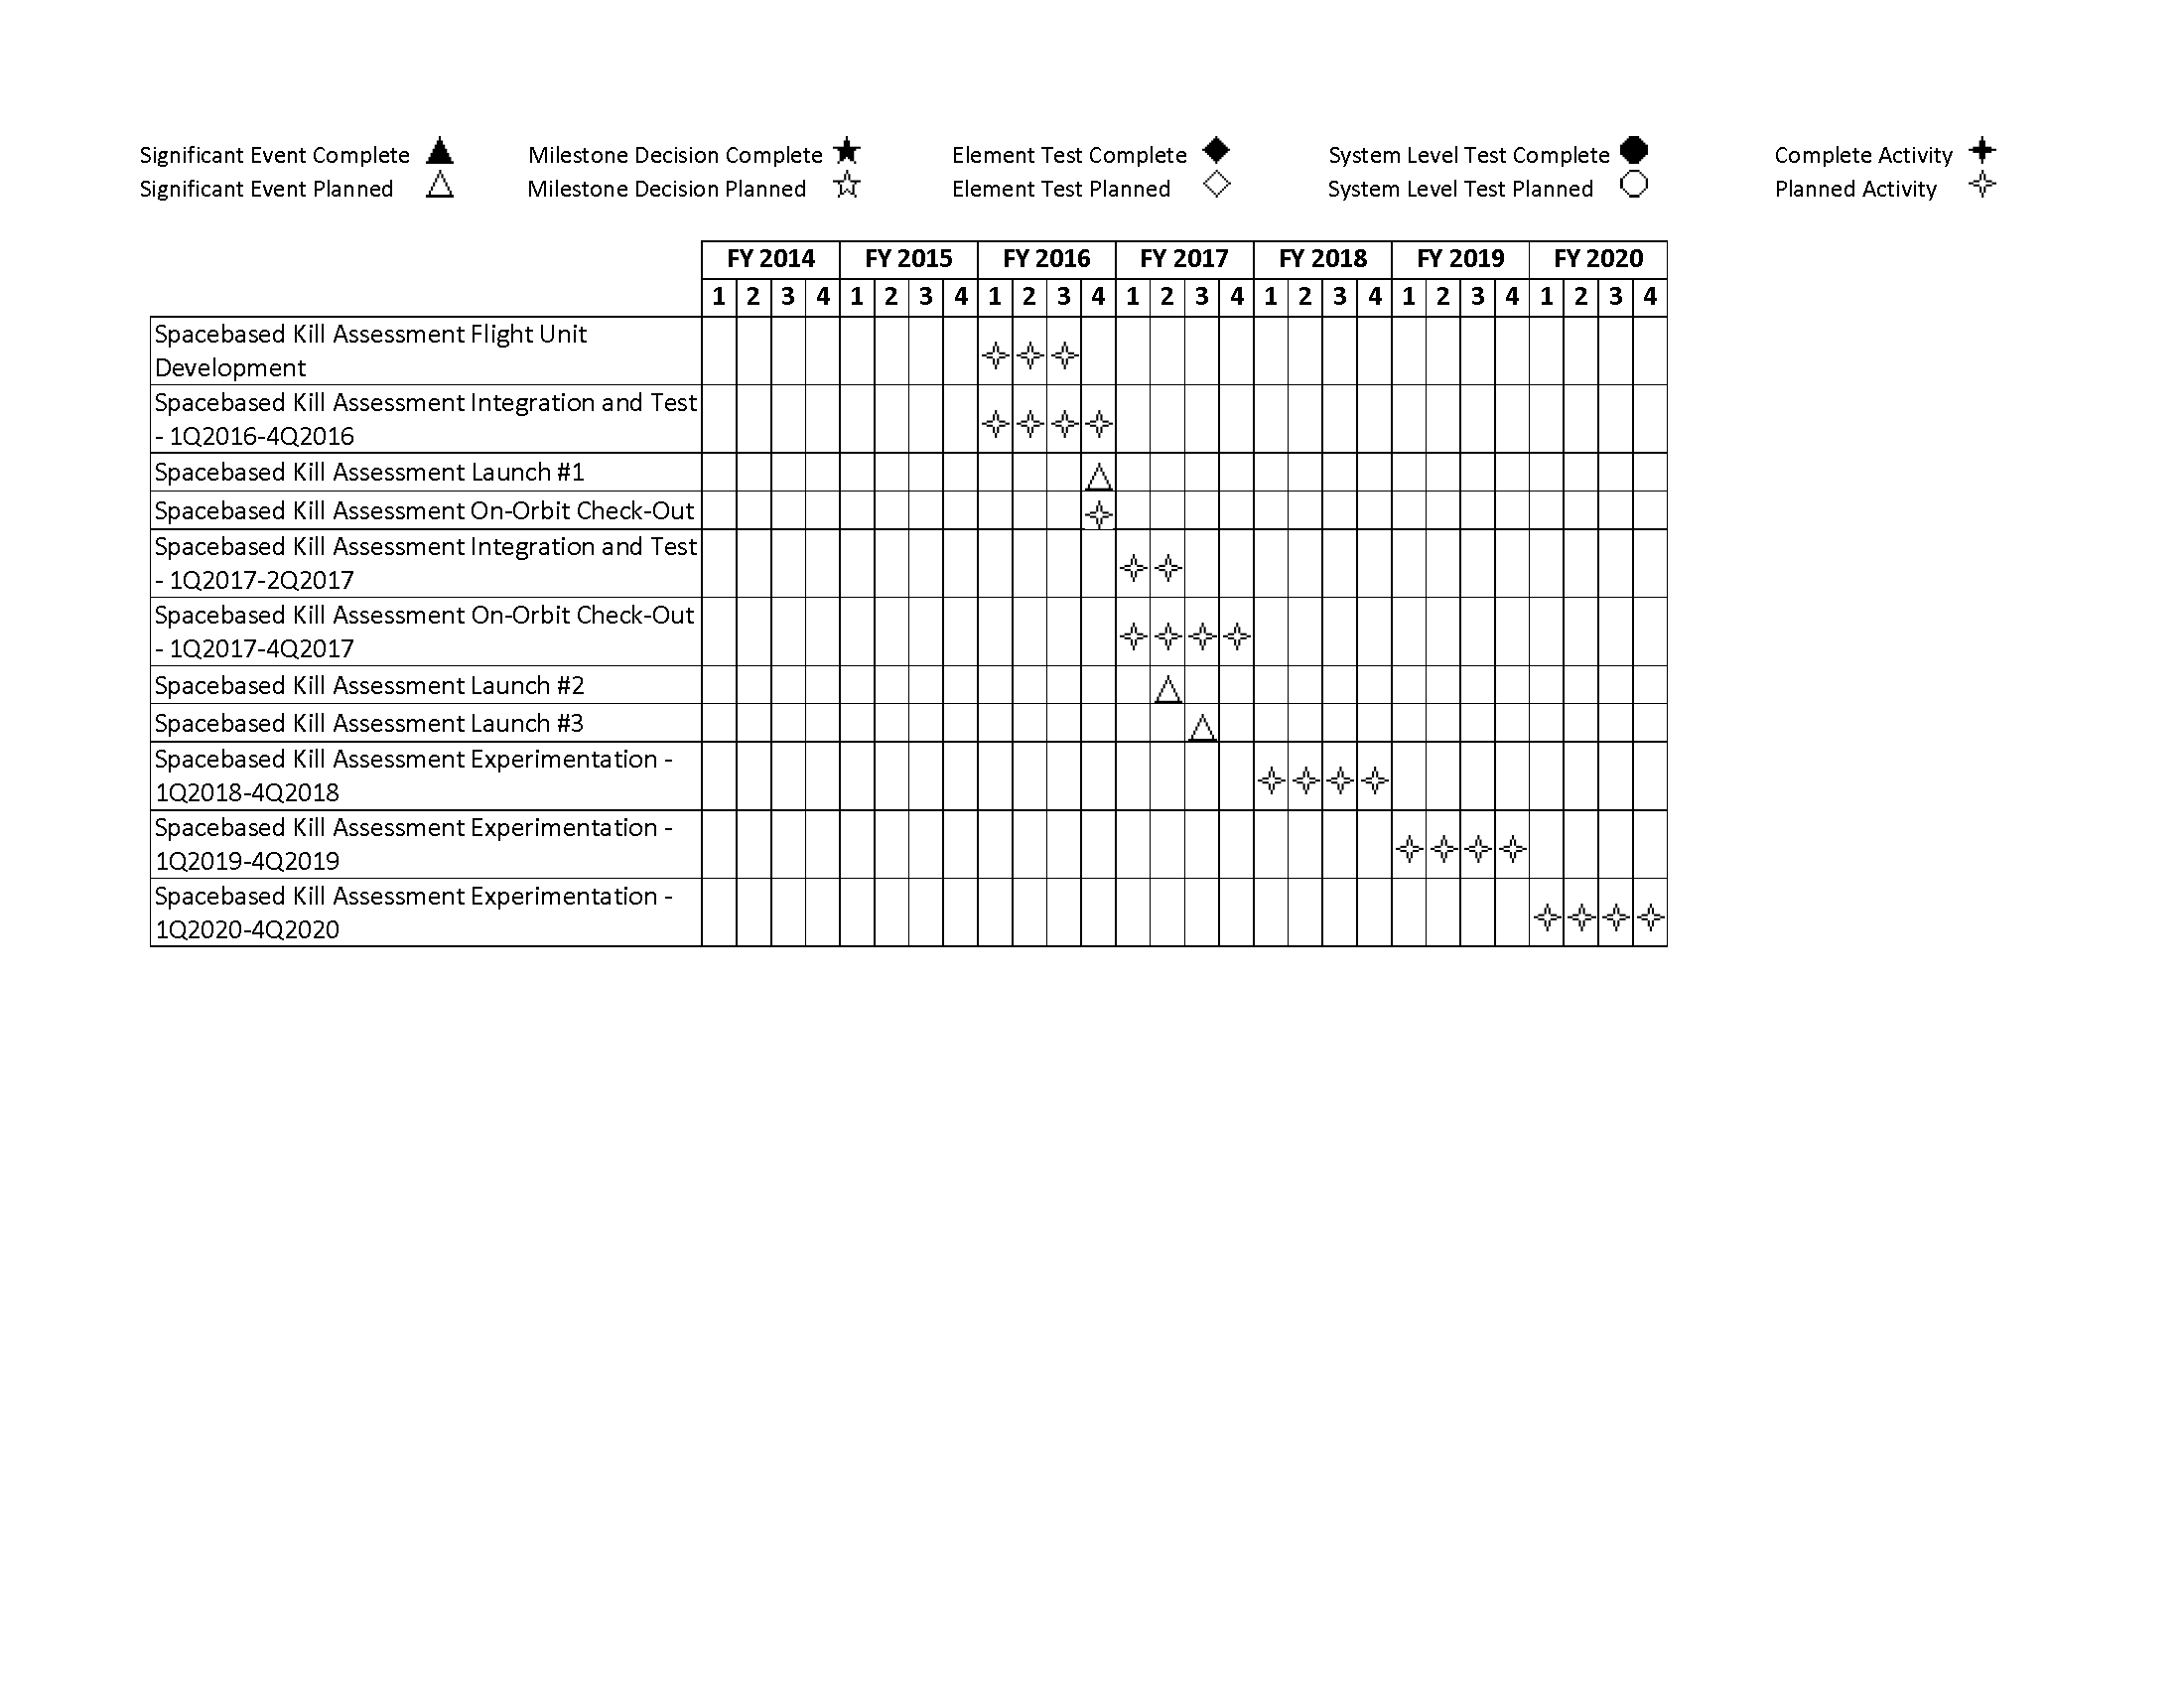 Significant Event Complete Milestone Decision Complete Element Test Complete System Level Test Complete Complete Activity
Significant Event Planned Milestone Decision Planned Element Test Planned System Level Test Planned Planned Activity
FY 2014 FY 2015 FY 2016 FY 2017 FY 2018 FY 2019 FY 2020
1 2 3 4 1 2 3 4 1 2 3 4 1 2 3 4 1 2 3 4 1 2 3 4 1 2 3 4
Spacebased Kill Assessment Flight Unit
Development
Spacebased Kill Assessment Integration and Test
- 1Q2016-4Q2016
Spacebased Kill Assessment Launch #1
Spacebased Kill Assessment On-Orbit Check-Out
Spacebased Kill Assessment Integration and Test
- 1Q2017-2Q2017
Spacebased Kill Assessment On-Orbit Check-Out
- 1Q2017-4Q2017
Spacebased Kill Assessment Launch #2
Spacebased Kill Assessment Launch #3
Spacebased Kill Assessment Experimentation -
1Q2018-4Q2018
Spacebased Kill Assessment Experimentation -
1Q2019-4Q2019
Spacebased Kill Assessment Experimentation -
1Q2020-4Q2020